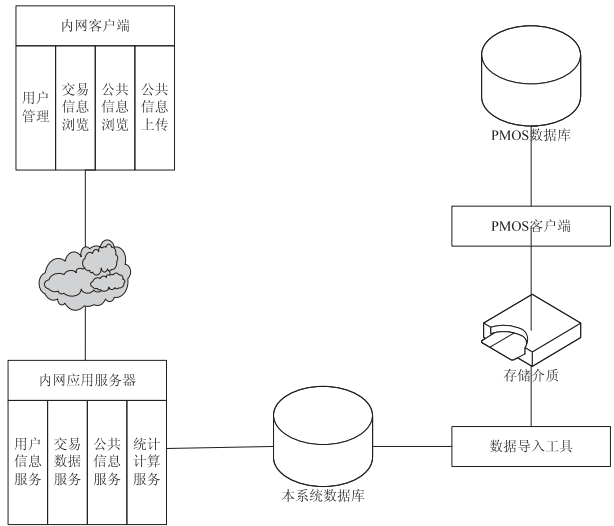 内网客户端
用户
管理
交易
信息
浏览
公共
信息
浏览
公共
信息
上传
PMOS数据库
PMOS客户端
存储介质
内网应用服务器
用户
信息
服务
交易
数据
服务
公共
信息
服务
统计
计算
服务
本系统数据库
数据导入工具